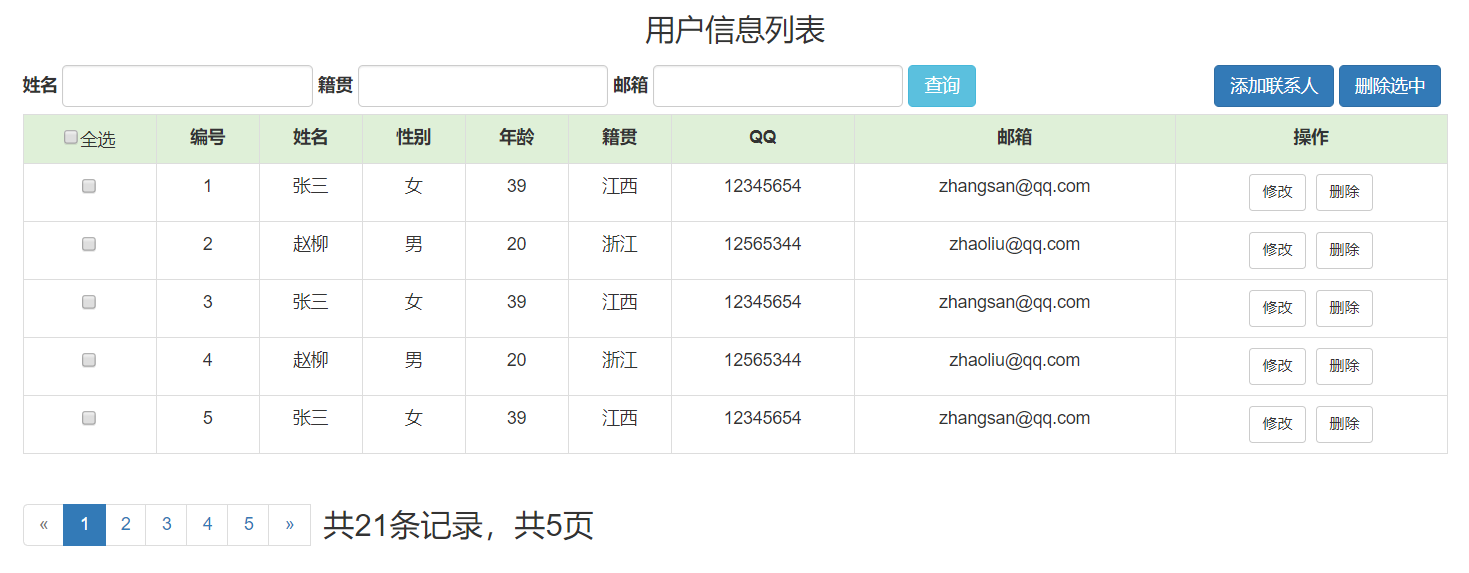 用户信息列表
姓名 籍贯 邮箱 查询 添加联系人 删除选中
全选 编号 姓名 性别 年龄 籍贯 QQ 邮箱 操作
1 张三 女 39 江西 12345654 zhangsan@qq.com 修改 删除
2 赵柳 男 20 浙江 12565344 zhaoliu@qq.com 修改 删除
3 张三 女 39 江西 12345654 zhangsan@qq.com 修改 删除
4 赵柳 男 20 浙江 12565344 zhaoliu@qq.com 修改 删除
5 张三 女 39 江西 12345654 zhangsan@qq.com 修改 删除
« 1 2 3 4 5 » 共21条记录，共5页